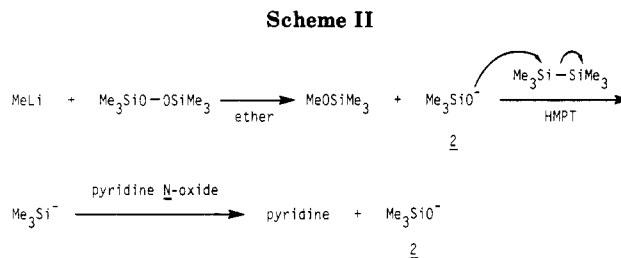 Scheme II
MeLi + Me3SiO—OSiMe3 ether MeOSiMe3 + Me3SiO- Me3Si—SiMe3 HMPT
2
Me3Si- pyridine N-oxide pyridine + Me3SiO-
2